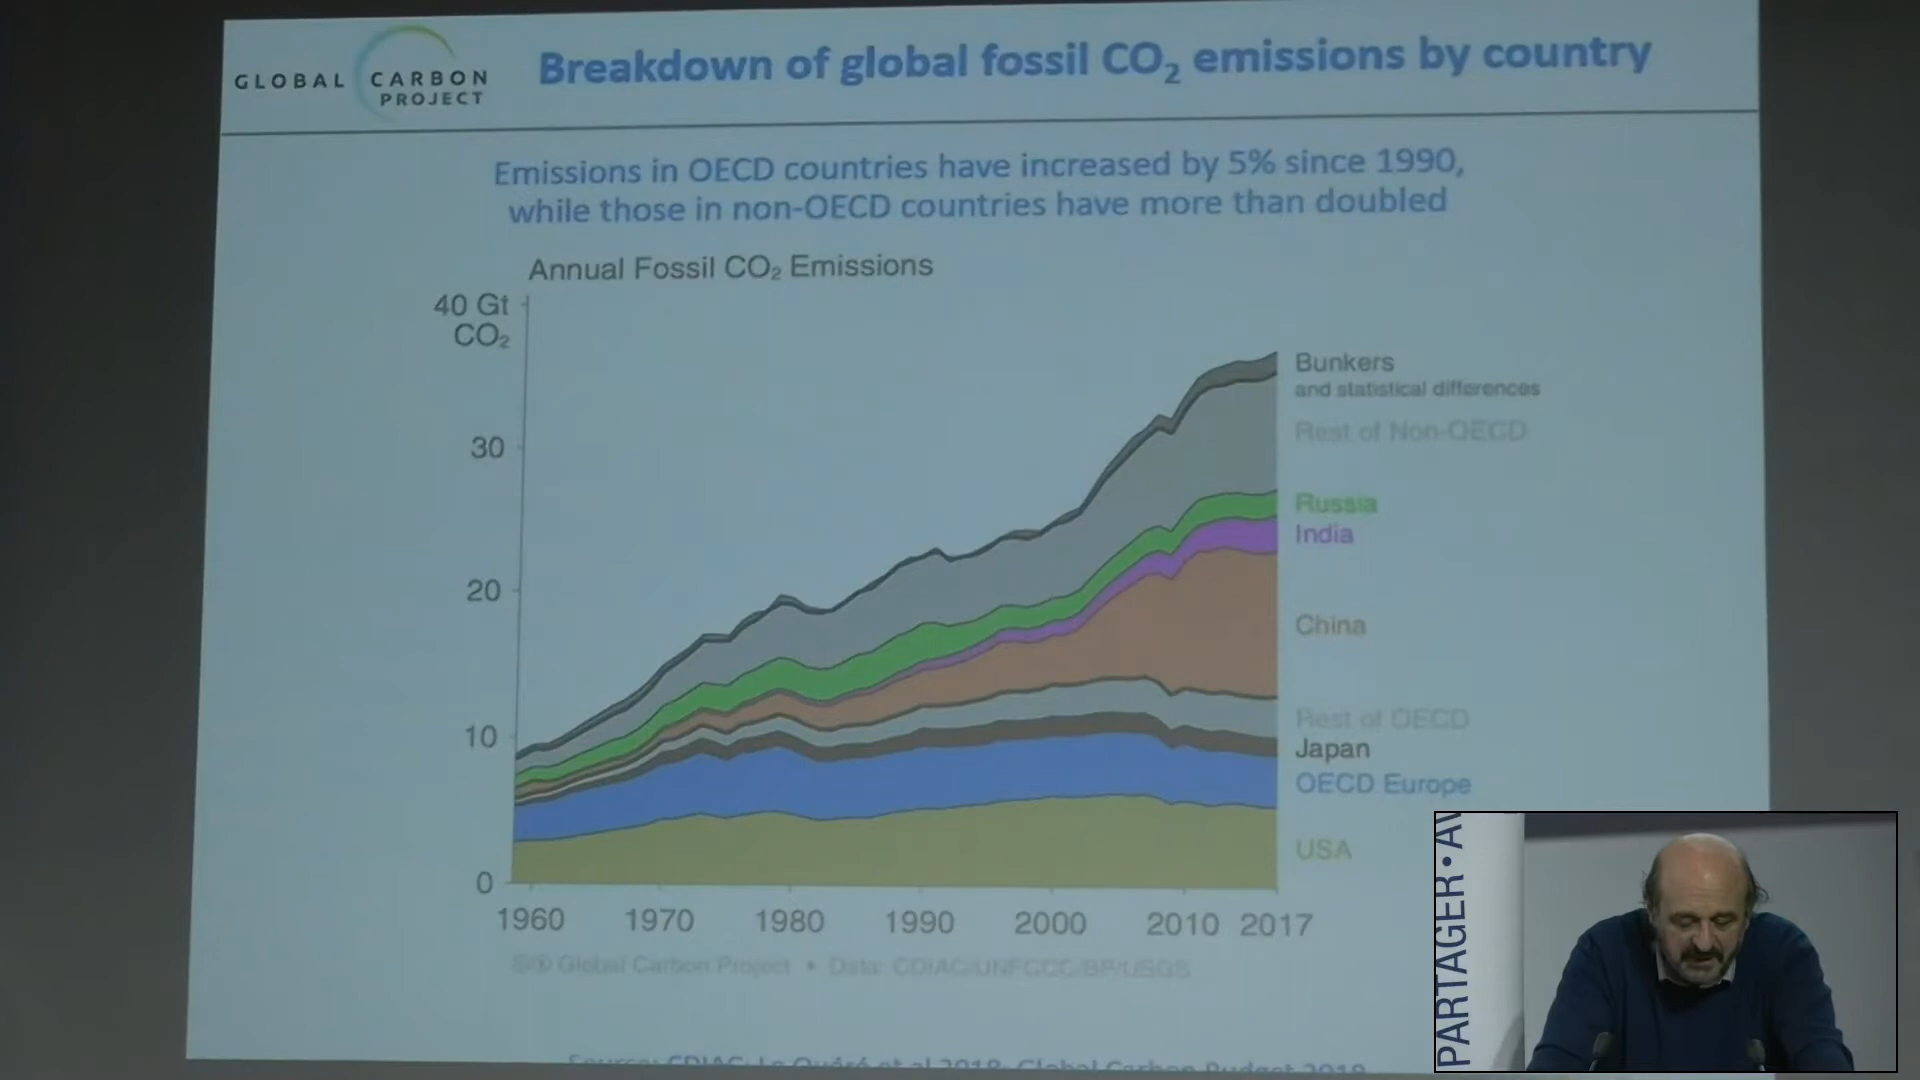 GLOBAL CARBON
PROJECT
Breakdown of global fossil CO₂ emissions by country
Emissions in OECD countries have increased by 5% since 1990,
while those in non-OECD countries have more than doubled
Annual Fossil CO₂ Emissions
40 Gt
CO₂
30
20
10
0
Bunkers
and statistical differences
Rest of Non-OECD
Russia
India
China
Rest of OECD
Japan
OECD Europe
USA
1960 1970 1980 1990 2000 2010 2017
Global Carbon Project • Data: CDIAC/UNFCCC/BP/USGS
Source: CDIAC; Le Quéré et al 2018; Global Carbon Budget 2018
PARTAGER • AV